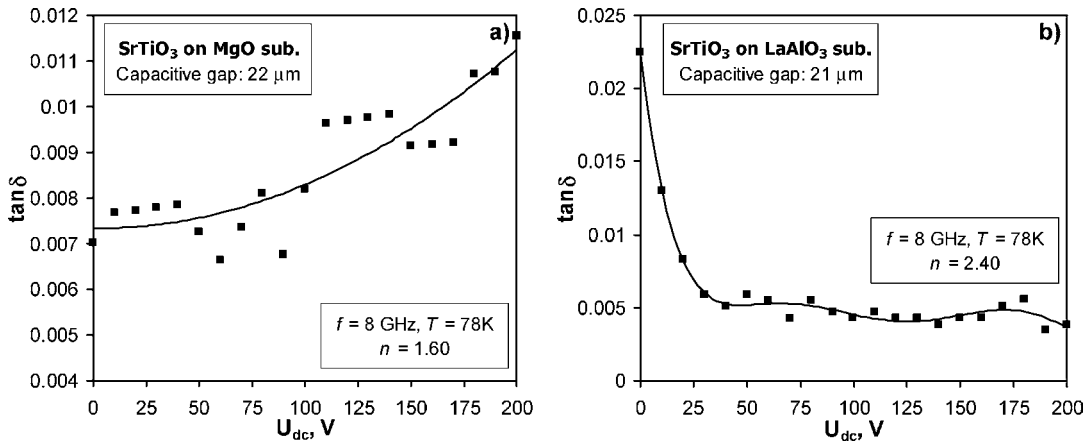 a)
SrTiO3 on MgO sub.
Capacitive gap: 22 μm
f = 8 GHz, T = 78K
n = 1.60
tan δ
0.012
0.011
0.010
0.009
0.008
0.007
0.006
0.005
0.004
0 25 50 75 100 125 150 175 200
Udc, V
b)
SrTiO3 on LaAlO3 sub.
Capacitive gap: 21 μm
f = 8 GHz, T = 78K
n = 2.40
tan δ
0.025
0.02
0.015
0.01
0.005
0
0 25 50 75 100 125 150 175 200
Udc, V